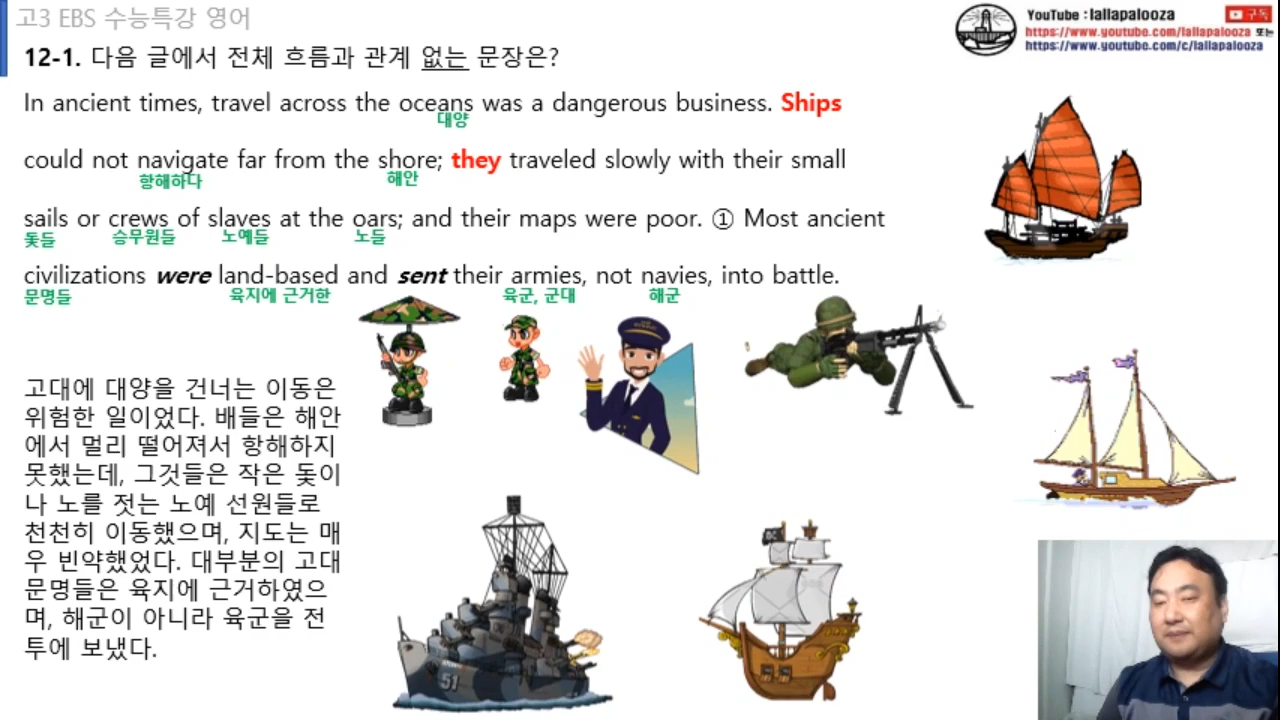 고3 EBS 수능특강 영어
YouTube : lallapalooza
구독
https://www.youtube.com/lallapalooza 또는
https://www.youtube.com/c/lallapalooza
12-1. 다음 글에서 전체 흐름과 관계 없는 문장은?
In ancient times, travel across the oceans was a dangerous business. Ships
대양
could not navigate far from the shore; they traveled slowly with their small
항해하다 해안
sails or crews of slaves at the oars; and their maps were poor. ① Most ancient
돛들 승무원들 노예들 노들
civilizations were land-based and sent their armies, not navies, into battle.
문명들 육지에 근거한 육군, 군대 해군
고대에 대양을 건너는 이동은
위험한 일이었다. 배들은 해안
에서 멀리 떨어져서 항해하지
못했는데, 그것들은 작은 돛이
나 노를 젓는 노예 선원들로
천천히 이동했으며, 지도는 매
우 빈약했었다. 대부분의 고대
문명들은 육지에 근거하였으
며, 해군이 아니라 육군을 전
투에 보냈다.
51